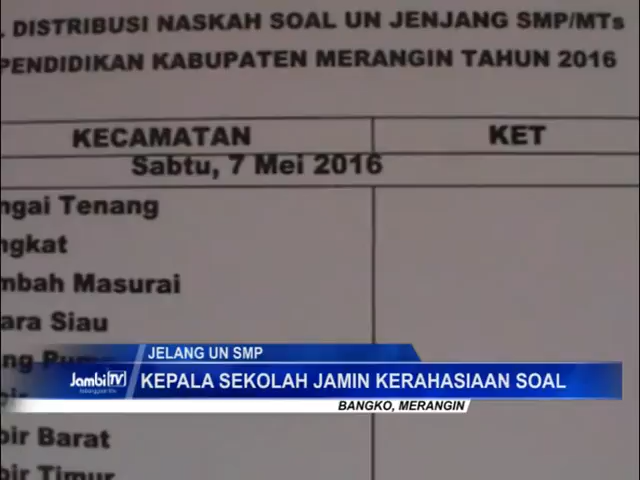 . DISTRIBUSI NASKAH SOAL UN JENJANG SMP/MTs
PENDIDIKAN KABUPATEN MERANGIN TAHUN 2016
KECAMATAN KET
Sabtu, 7 Mei 2016
ngai Tenang
ngkat
mbah Masurai
ara Siau
JELANG UN SMP
JambiTV
KEPALA SEKOLAH JAMIN KERAHASIAAN SOAL
BANGKO, MERANGIN
bir Barat
bir Timur